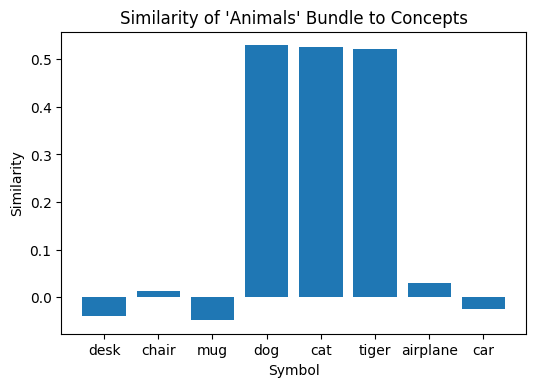 Similarity of 'Animals' Bundle to Concepts
Similarity
0.5
0.4
0.3
0.2
0.1
0.0
desk chair mug dog cat tiger airplane car
Symbol